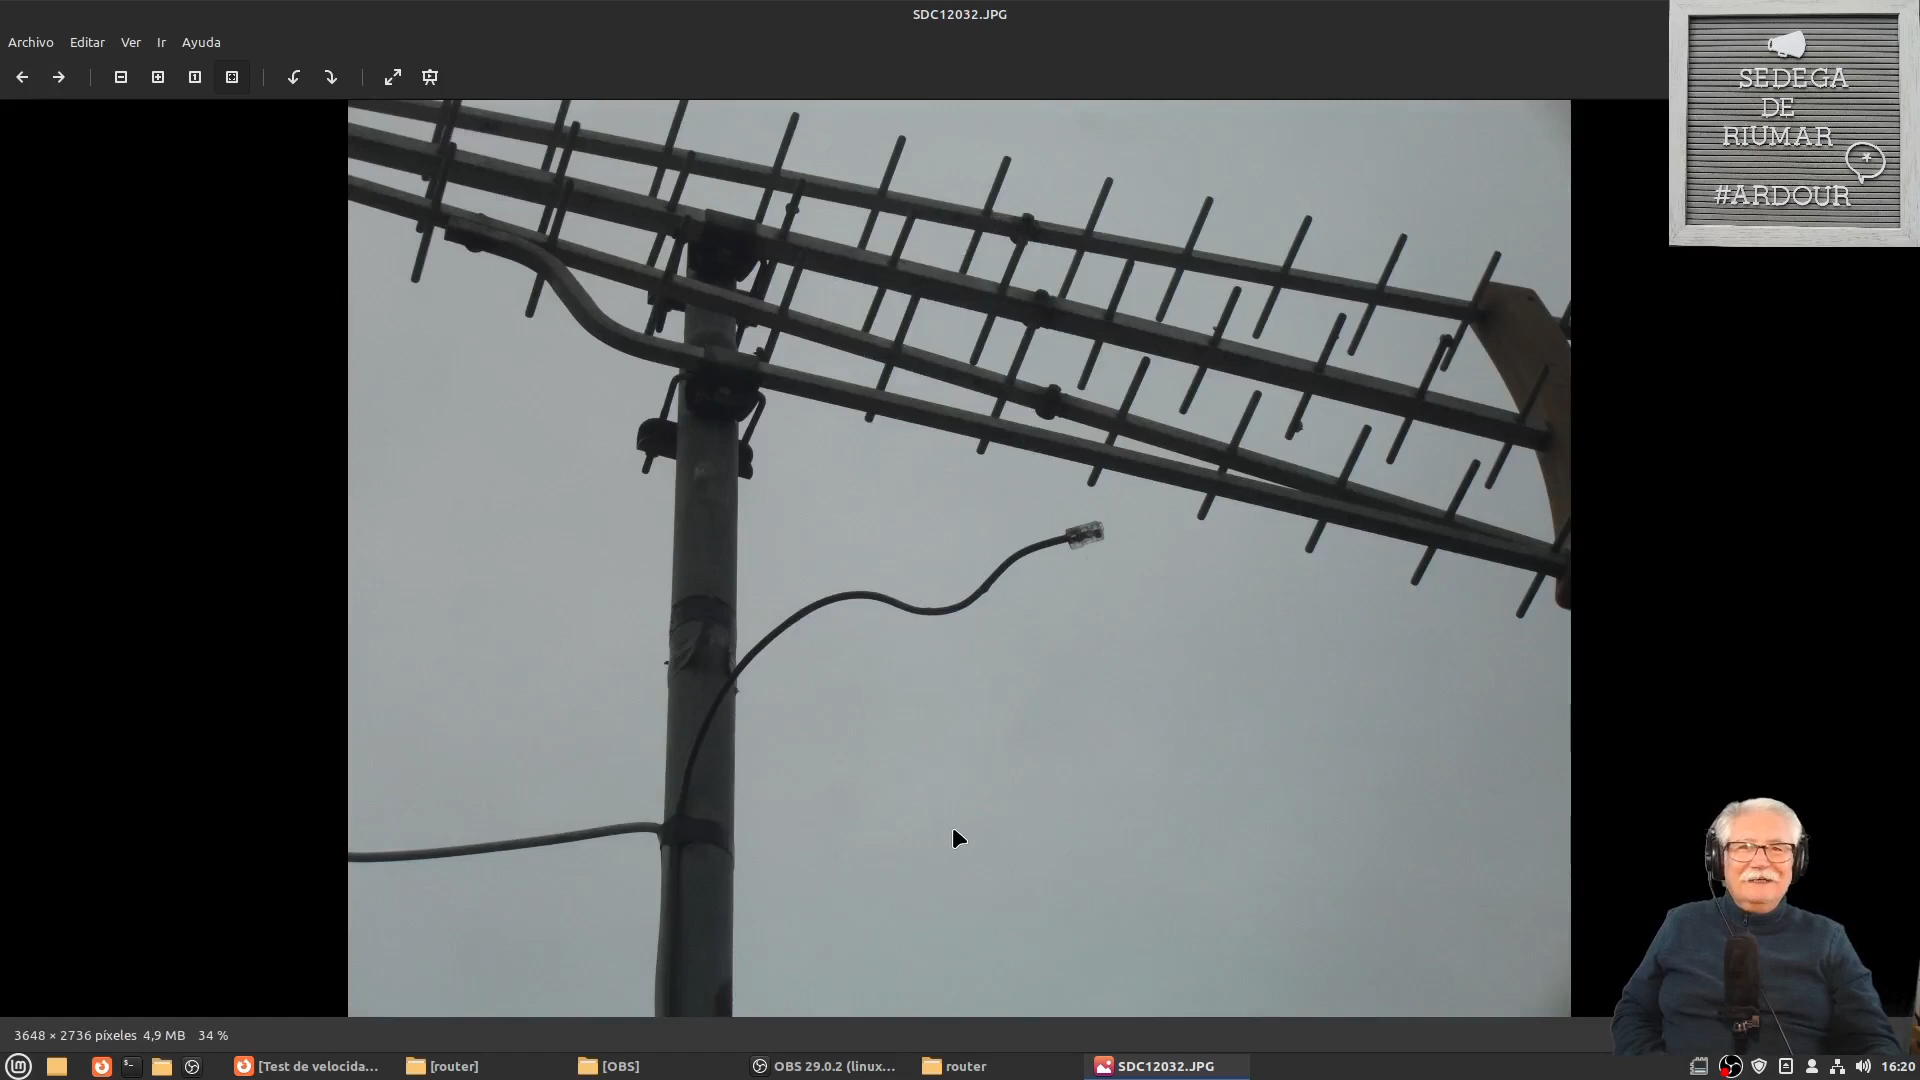 SDC12032.JPG
Archivo Editar Ver Ir Ayuda
SEDEGA
DE
RIUMAR
#ARDOUR
3648 × 2736 píxeles 4,9 MB 34 %
[Test de velocida... [router] [OBS] OBS 29.0.2 (linux... router SDC12032.JPG 16:20